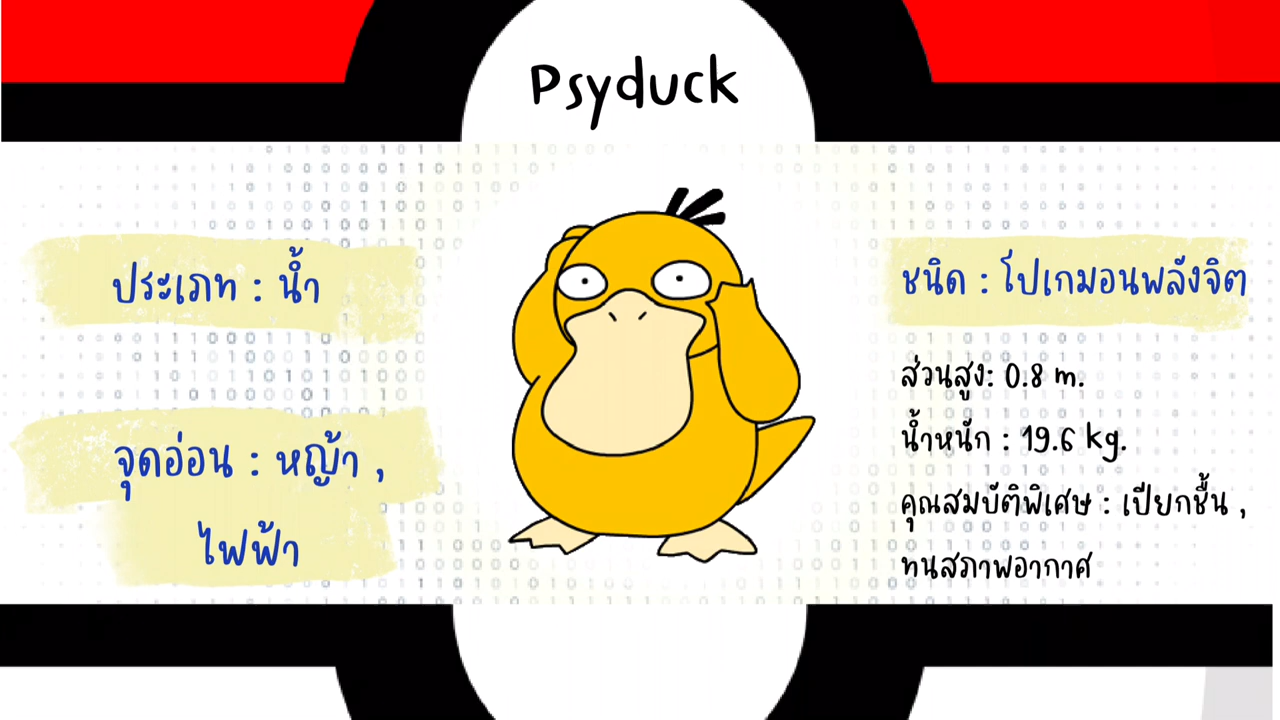 Psyduck
ประเภท : น้ำ
จุดอ่อน : หญ้า ,
ไฟฟ้า
ชนิด : โปเกมอนพลังจิต
ส่วนสูง: 0.8 m.
น้ำหนัก : 19.6 kg.
คุณสมบัติพิเศษ : เปียกชื้น ,
ทนสภาพอากาศ